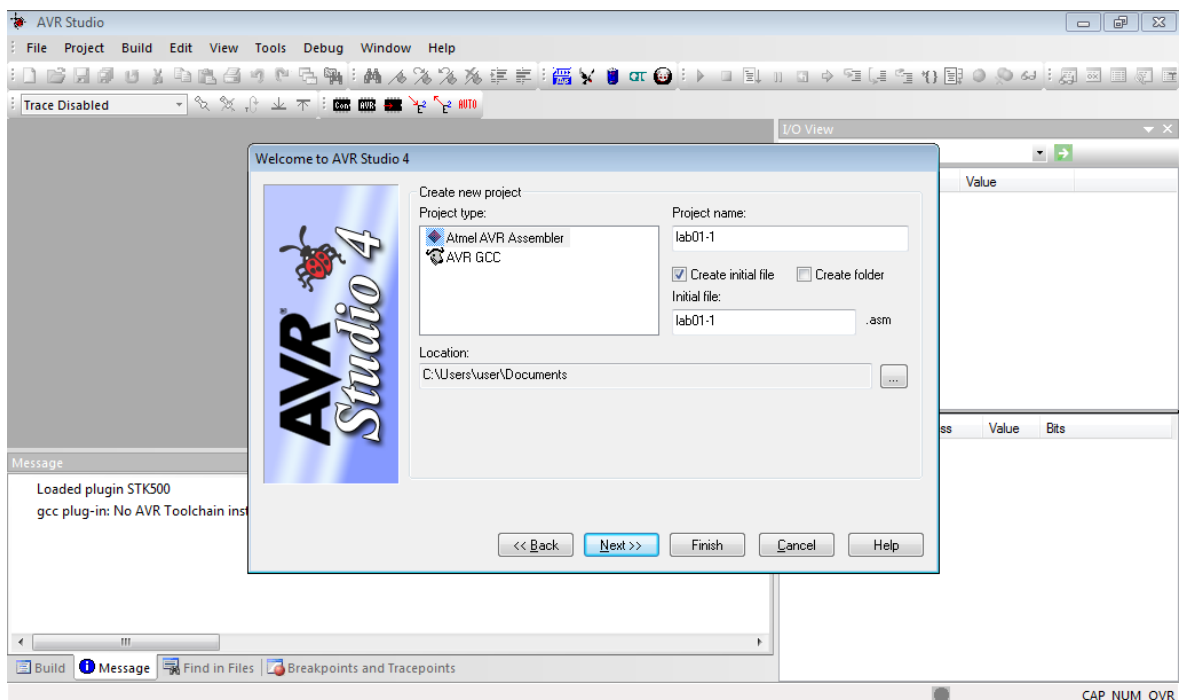 AVR Studio
File Project Build Edit View Tools Debug Window Help
Trace Disabled
Con AVR AUTO
I/O View
Value
Welcome to AVR Studio 4
AVR Studio 4
Create new project
Project type:
Atmel AVR Assembler
AVR GCC
Project name:
lab01-1
Create initial file Create folder
Initial file:
lab01-1 .asm
Location:
C:\Users\user\Documents
...
<< Back Next >> Finish Cancel Help
ss Value Bits
Message
Loaded plugin STK500
gcc plug-in: No AVR Toolchain inst
Build Message Find in Files Breakpoints and Tracepoints
CAP NUM OVR